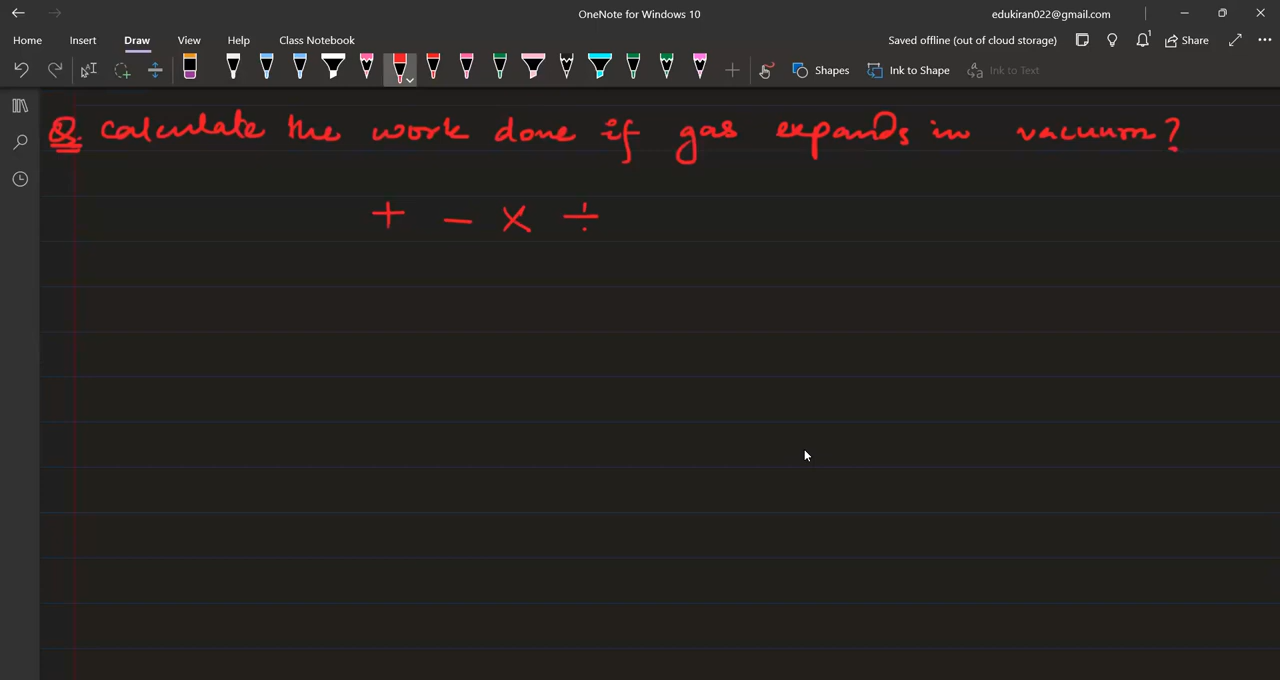 OneNote for Windows 10
edukiran022@gmail.com
Home Insert Draw View Help Class Notebook
Saved offline (out of cloud storage)
1
Share
Shapes
Ink to Shape
Ink to Text
Q. calculate the work done if gas expands in vacuum?
+ − × ÷